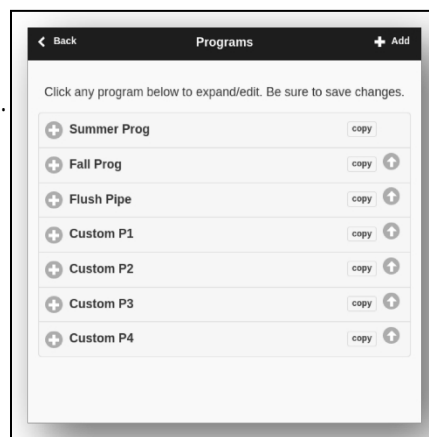 Back Programs Add
Click any program below to expand/edit. Be sure to save changes.
Summer Prog copy
Fall Prog copy
Flush Pipe copy
Custom P1 copy
Custom P2 copy
Custom P3 copy
Custom P4 copy